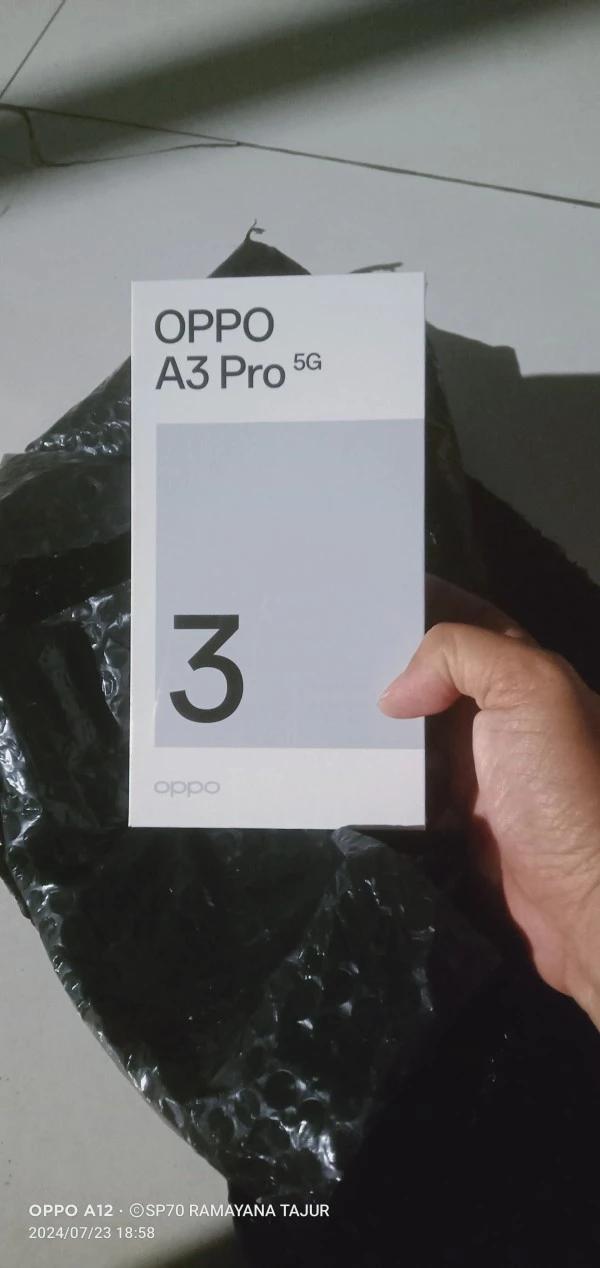 OPPO
A3 Pro 5G
3
oppo
OPPO A12 · ©SP70 RAMAYANA TAJUR
2024/07/23 18:58